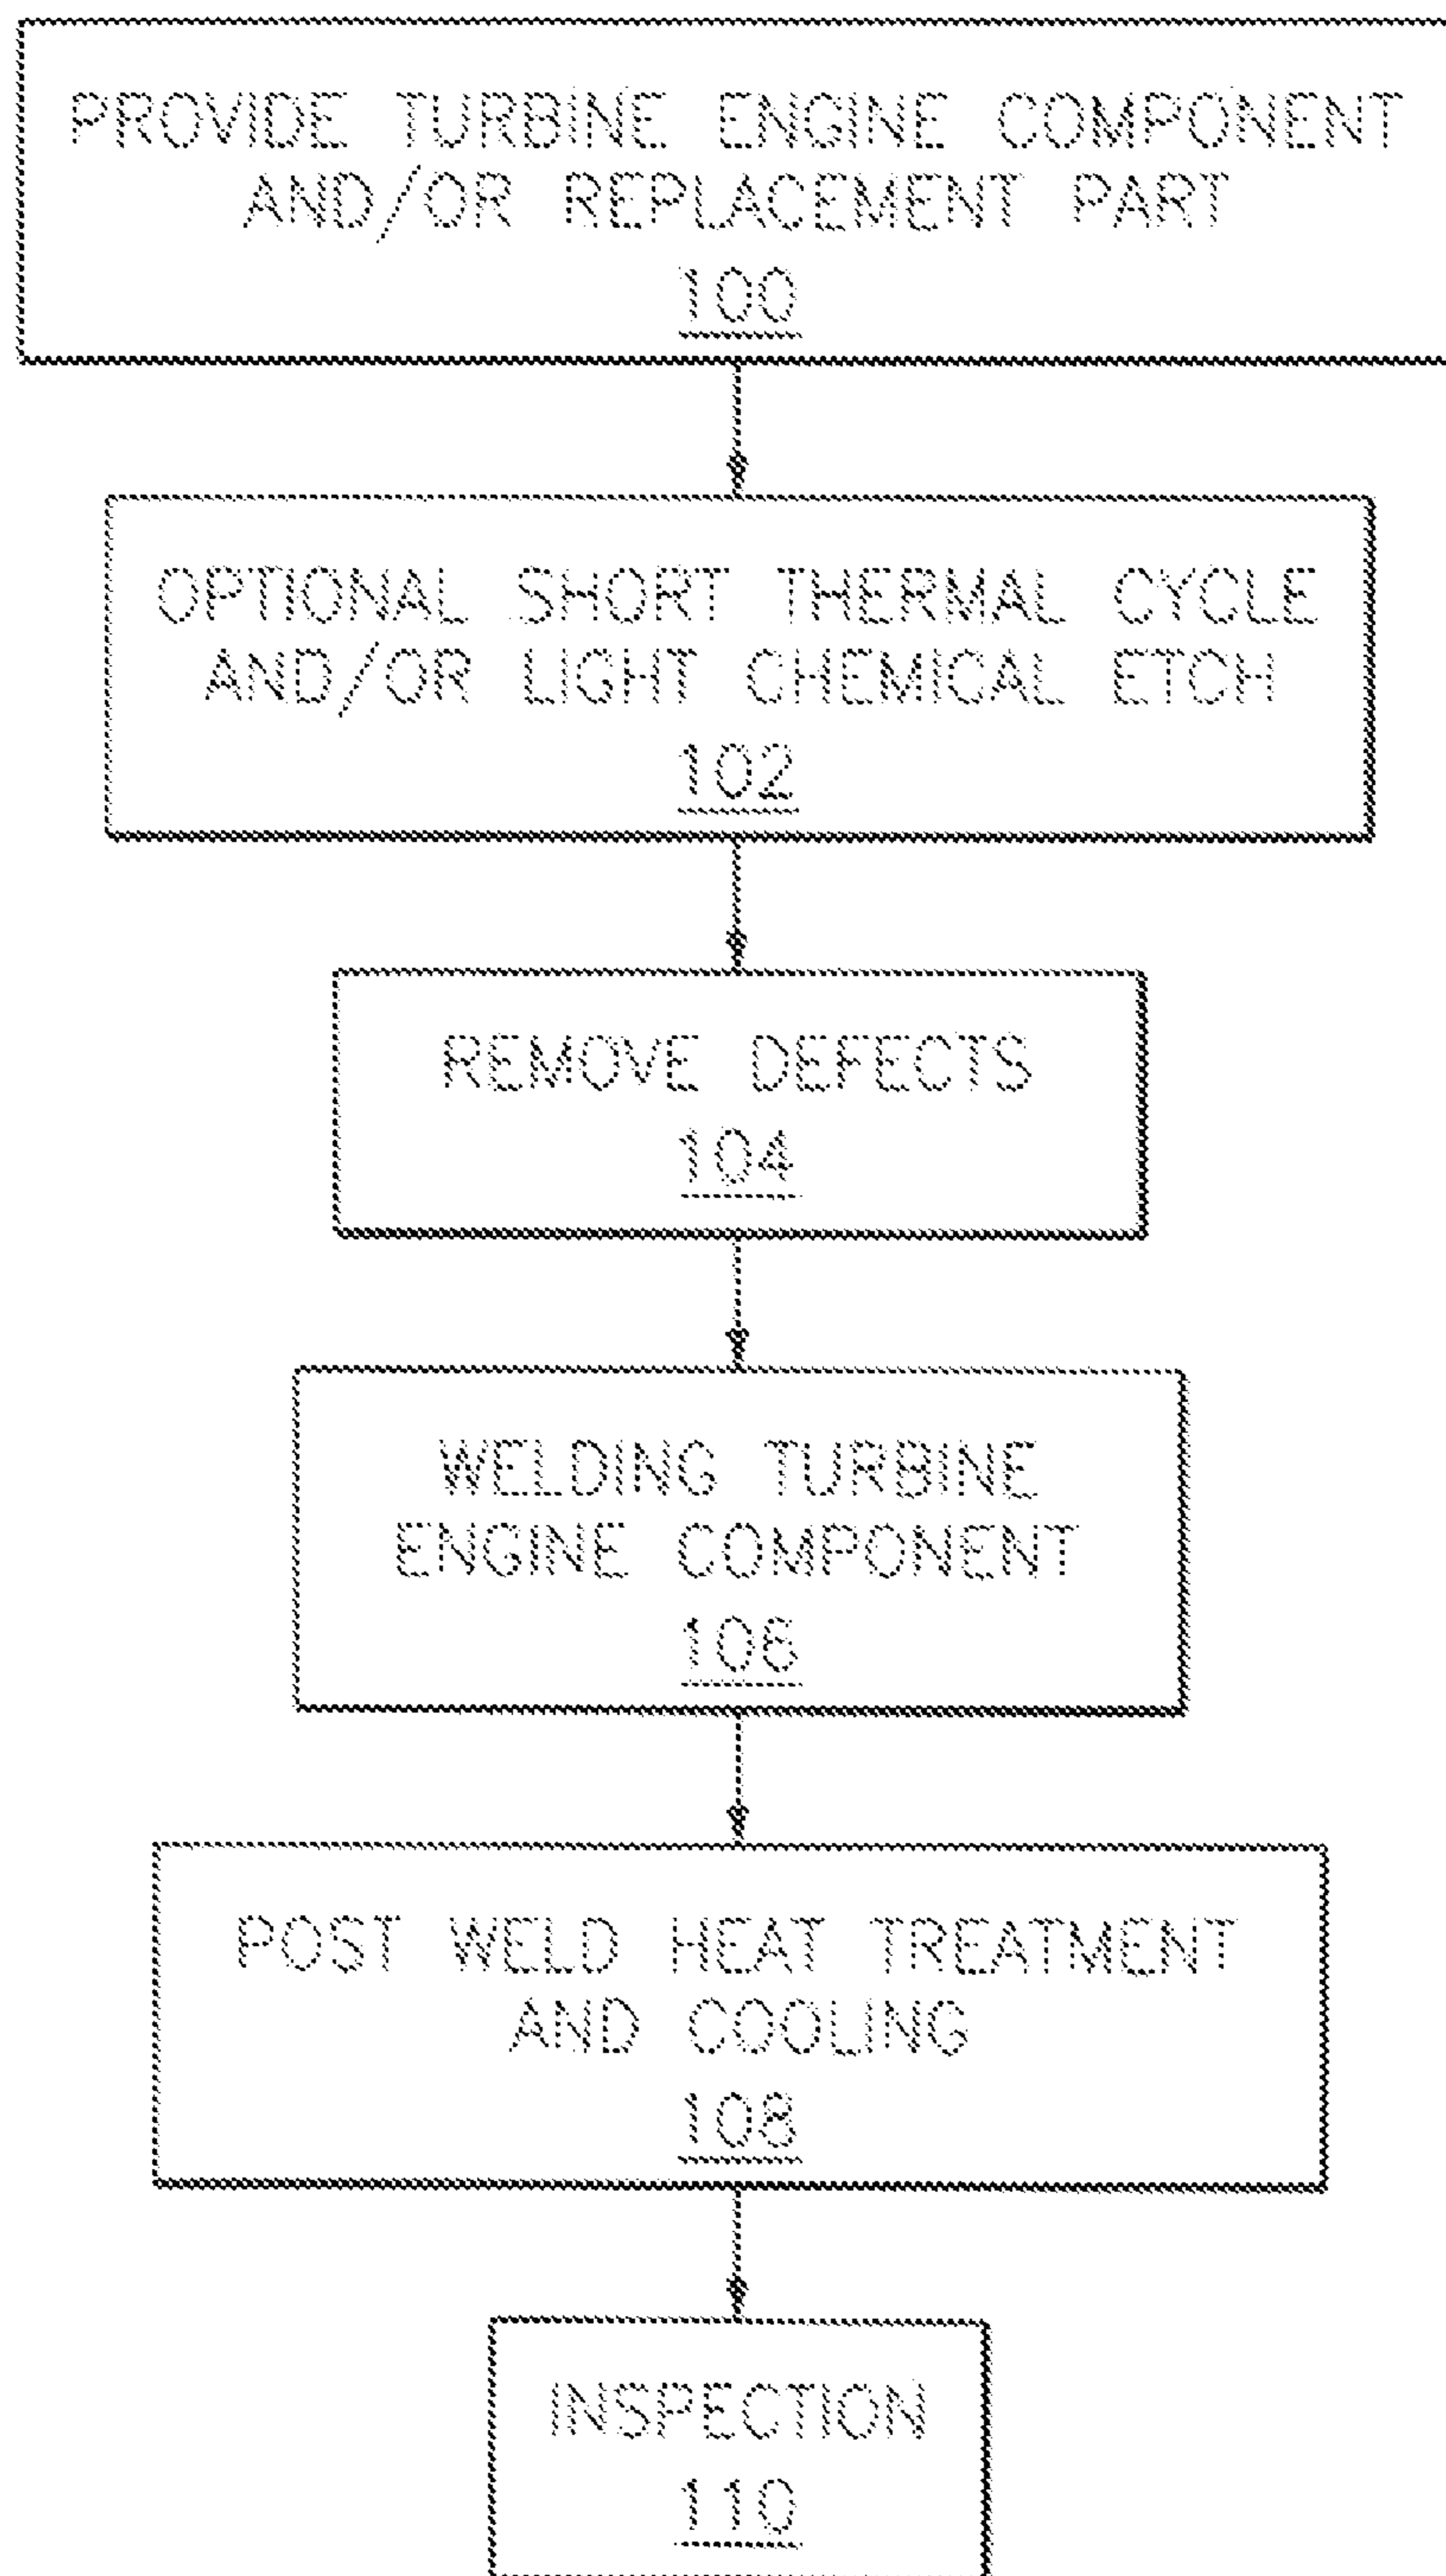 PROVIDE TURBINE ENGINE COMPONENT
AND/OR REPLACEMENT PART
100
OPTIONAL SHORT THERMAL CYCLE
AND/OR LIGHT CHEMICAL ETCH
102
REMOVE DEFECTS
104
WELDING TURBINE
ENGINE COMPONENT
106
POST WELD HEAT TREATMENT
AND COOLING
108
INSPECTION
110